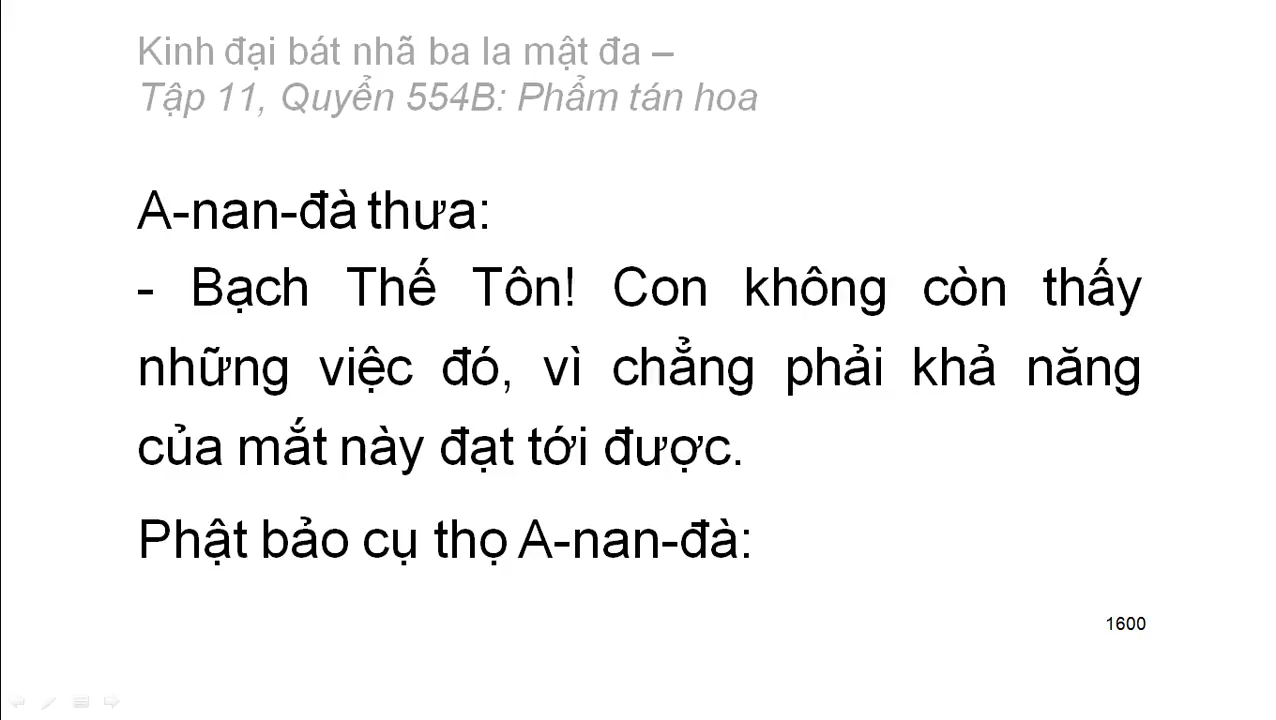 Kinh đại bát nhã ba la mật đa –
Tập 11, Quyển 554B: Phẩm tán hoa
A-nan-đà thưa:
- Bạch Thế Tôn! Con không còn thấy
những việc đó, vì chẳng phải khả năng
của mắt này đạt tới được.
Phật bảo cụ thọ A-nan-đà:
1600